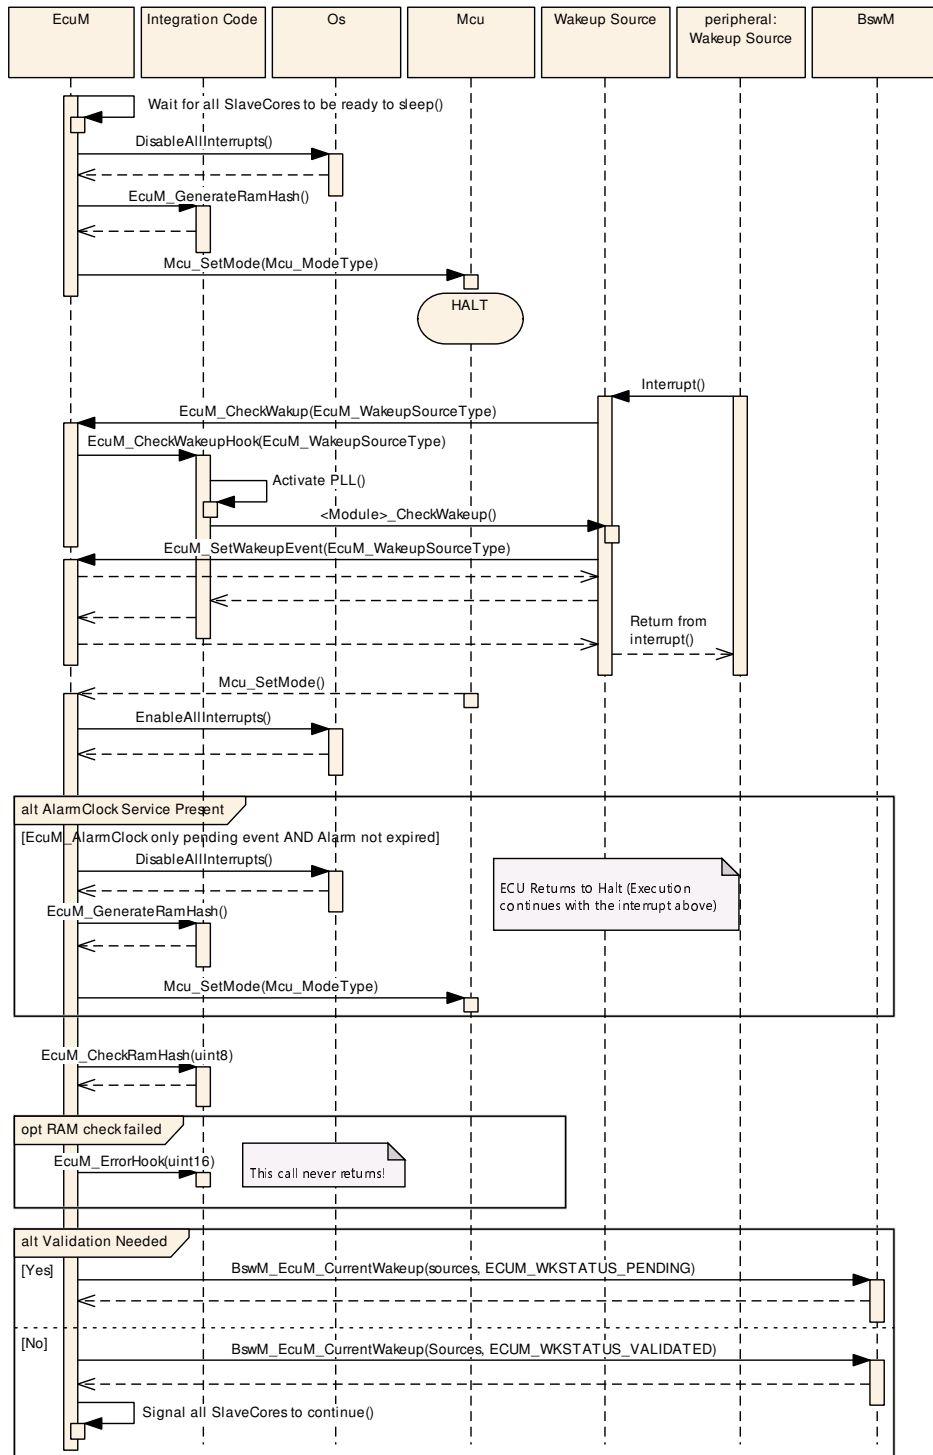 EcuM
Integration Code
Os
Mcu
Wakeup Source
peripheral:
Wakeup Source
BswM
Wait for all SlaveCores to be ready to sleep()
DisableAllInterrupts()
EcuM_GenerateRamHash()
Mcu_SetMode(Mcu_ModeType)
HALT
Interrupt()
EcuM_CheckWakup(EcuM_WakeupSourceType)
EcuM_CheckWakeupHook(EcuM_WakeupSourceType)
Activate PLL()
<Module>_CheckWakeup()
EcuM_SetWakeupEvent(EcuM_WakeupSourceType)
Return from
interrupt()
Mcu_SetMode()
EnableAllInterrupts()
alt AlarmClock Service Present
[EcuM_AlarmClock only pending event AND Alarm not expired]
DisableAllInterrupts()
ECU Returns to Halt (Execution
continues with the interrupt above)
EcuM_GenerateRamHash()
Mcu_SetMode(Mcu_ModeType)
EcuM_CheckRamHash(uint8)
opt RAM check failed
EcuM_ErrorHook(uint16)
This call never returns!
alt Validation Needed
[Yes]
BswM_EcuM_CurrentWakeup(sources, ECUM_WKSTATUS_PENDING)
[No]
BswM_EcuM_CurrentWakeup(Sources, ECUM_WKSTATUS_VALIDATED)
Signal all SlaveCores to continue()